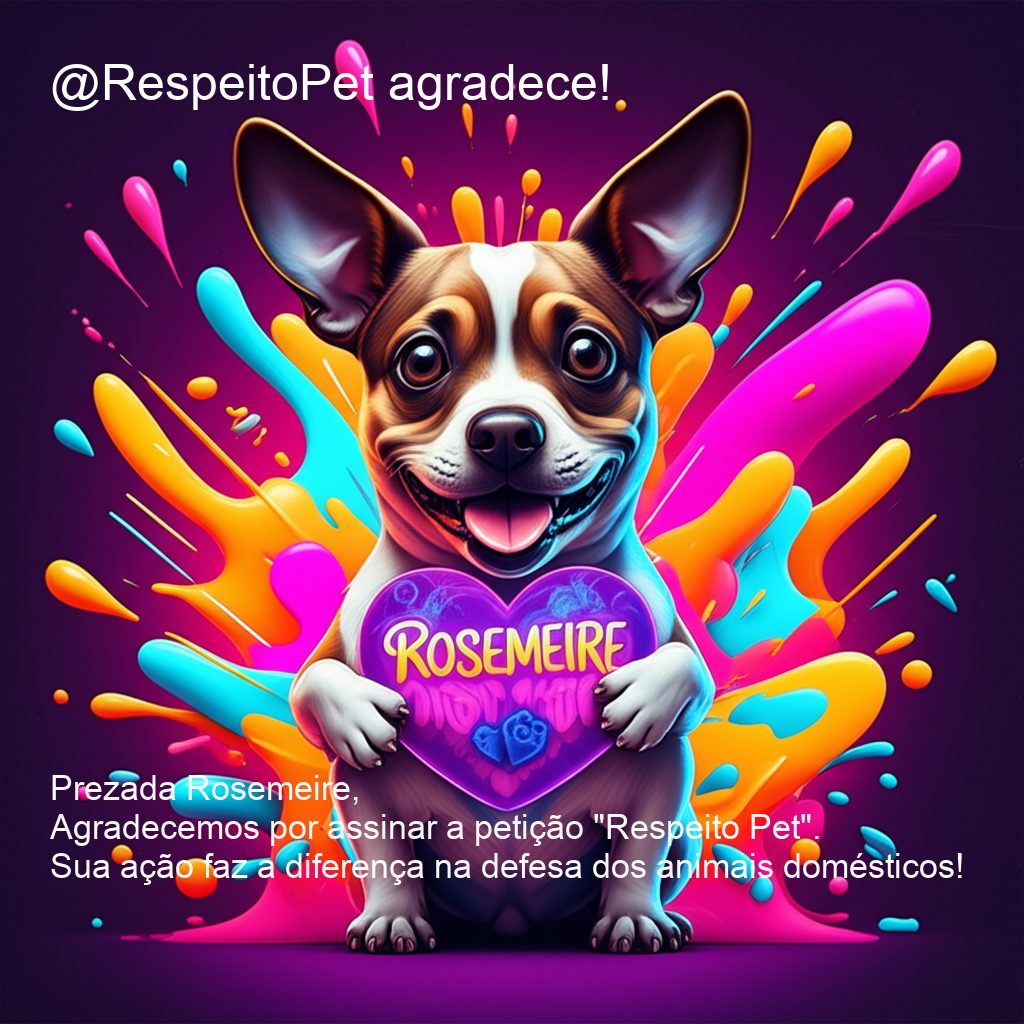 @RespeitoPet agradece!
ROSEMEIRE
Prezada Rosemeire,
Agradecemos por assinar a petição "Respeito Pet".
Sua ação faz a diferença na defesa dos animais domésticos!